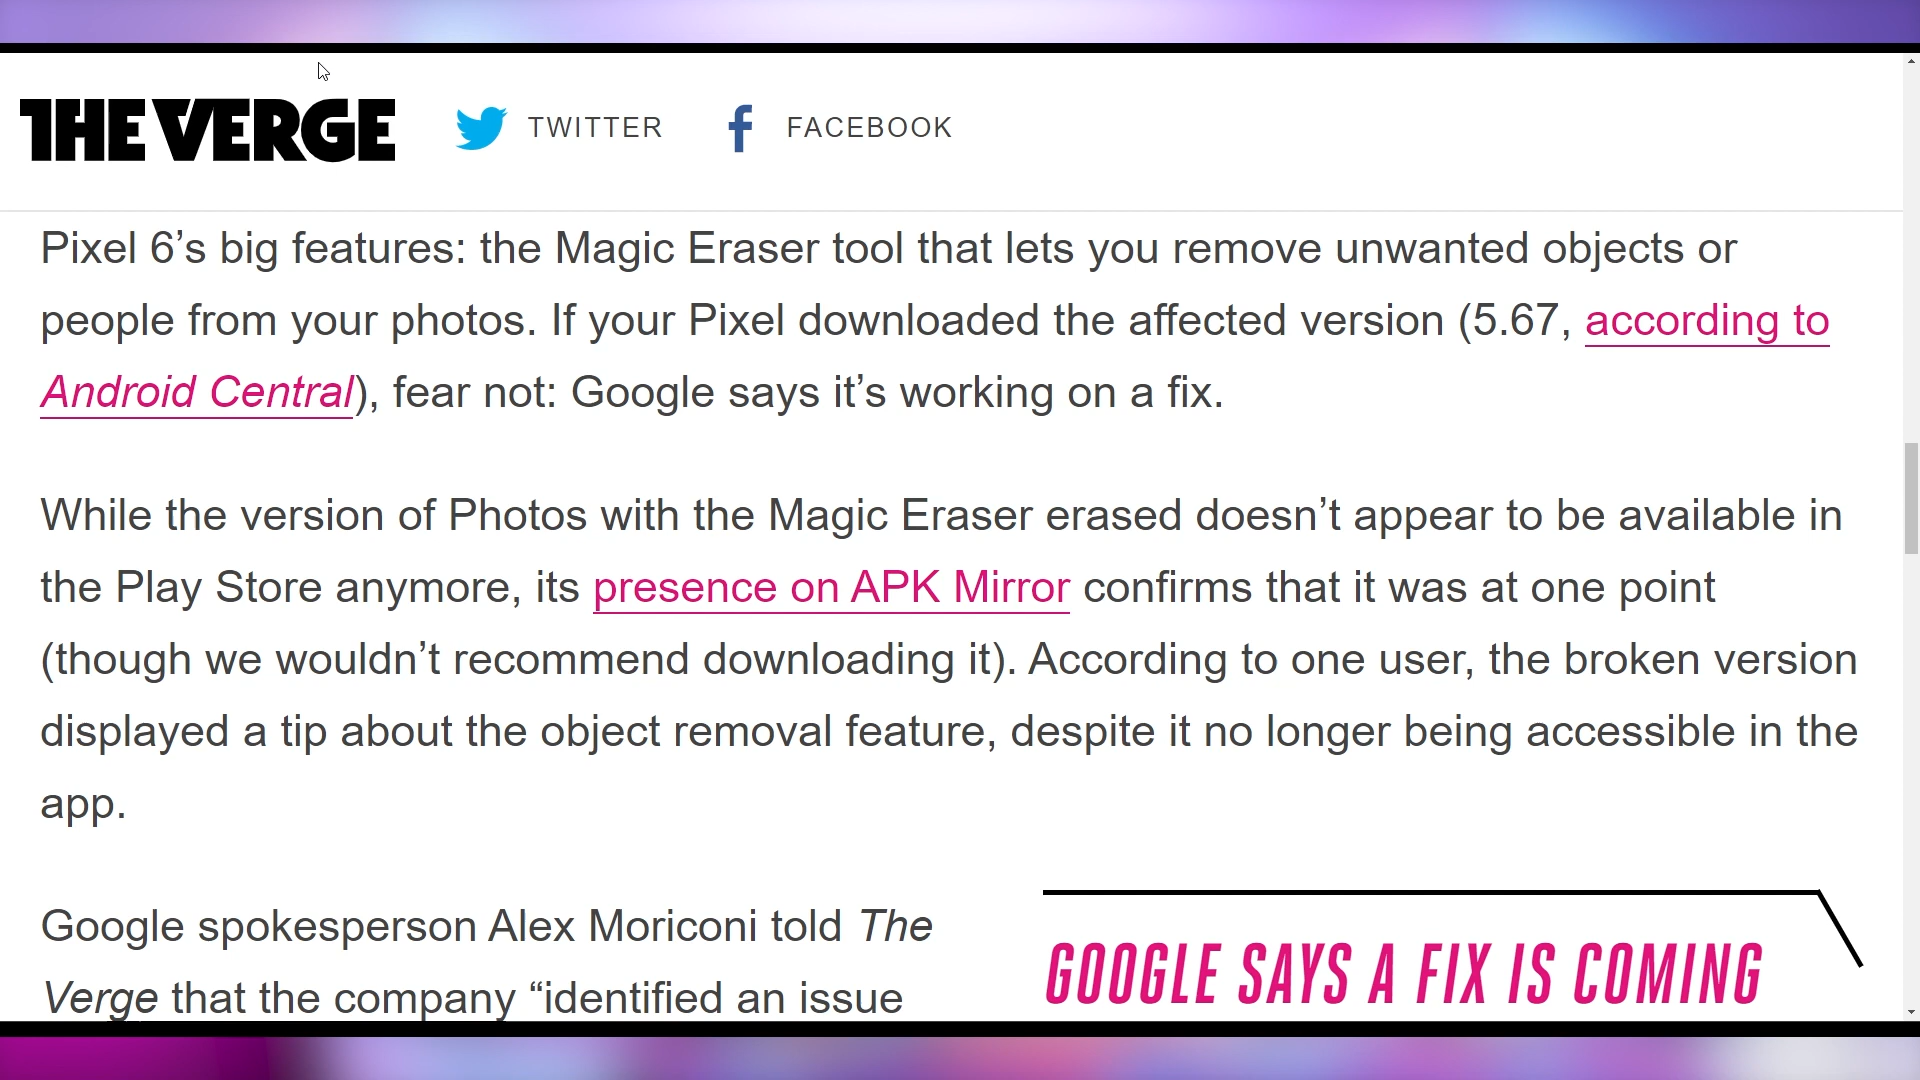 THE VERGE
TWITTER
FACEBOOK
Pixel 6’s big features: the Magic Eraser tool that lets you remove unwanted objects or
people from your photos. If your Pixel downloaded the affected version (5.67, according to
Android Central), fear not: Google says it’s working on a fix.
While the version of Photos with the Magic Eraser erased doesn’t appear to be available in
the Play Store anymore, its presence on APK Mirror confirms that it was at one point
(though we wouldn’t recommend downloading it). According to one user, the broken version
displayed a tip about the object removal feature, despite it no longer being accessible in the
app.
Google spokesperson Alex Moriconi told The
Verge that the company “identified an issue
GOOGLE SAYS A FIX IS COMING